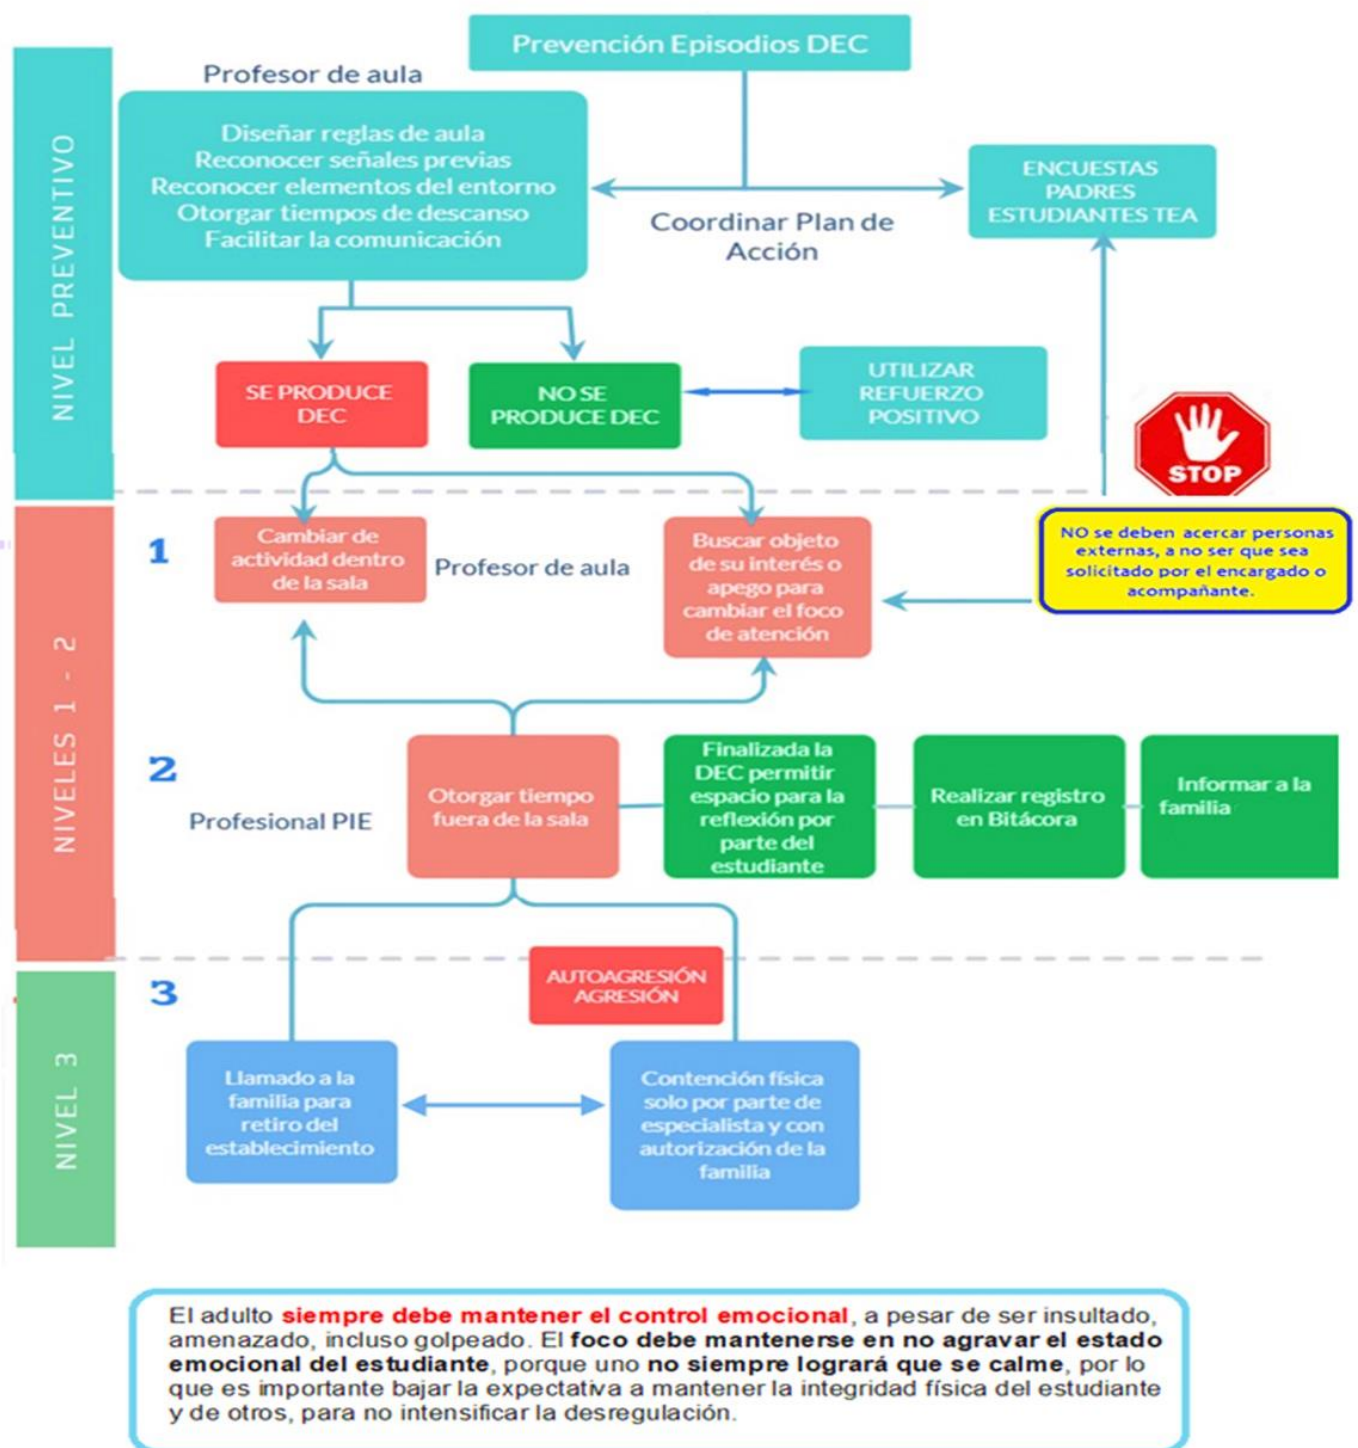 Prevención Episodios DEC
Profesor de aula
Diseñar reglas de aula
Reconocer señales previas
Reconocer elementos del entorno
Otorgar tiempos de descanso
Facilitar la comunicación
Coordinar Plan de
Acción
ENCUESTAS
PADRES
ESTUDIANTES TEA
NIVEL PREVENTIVO
SE PRODUCE
DEC
NO SE
PRODUCE DEC
UTILIZAR
REFUERZO
POSITIVO
STOP
NO se deben acercar personas
externas, a no ser que sea
solicitado por el encargado o
acompañante.
NIVELES 1 - 2
1
Cambiar de
actividad dentro
de la sala
Profesor de aula
Buscar objeto
de su interés o
apego para
cambiar el foco
de atención
2
Profesional PIE
Otorgar tiempo
fuera de la sala
Finalizada la
DEC permitir
espacio para la
reflexión por
parte del
estudiante
Realizar registro
en Bitácora
Informar a la
familia
NIVEL 3
3
AUTOAGRESIÓN
AGRESIÓN
Llamado a la
familia para
retiro del
establecimiento
Contención física
solo por parte de
especialista y con
autorización de la
familia
El adulto siempre debe mantener el control emocional, a pesar de ser insultado,
amenazado, incluso golpeado. El foco debe mantenerse en no agravar el estado
emocional del estudiante, porque uno no siempre logrará que se calme, por lo
que es importante bajar la expectativa a mantener la integridad física del estudiante
y de otros, para no intensificar la desregulación.